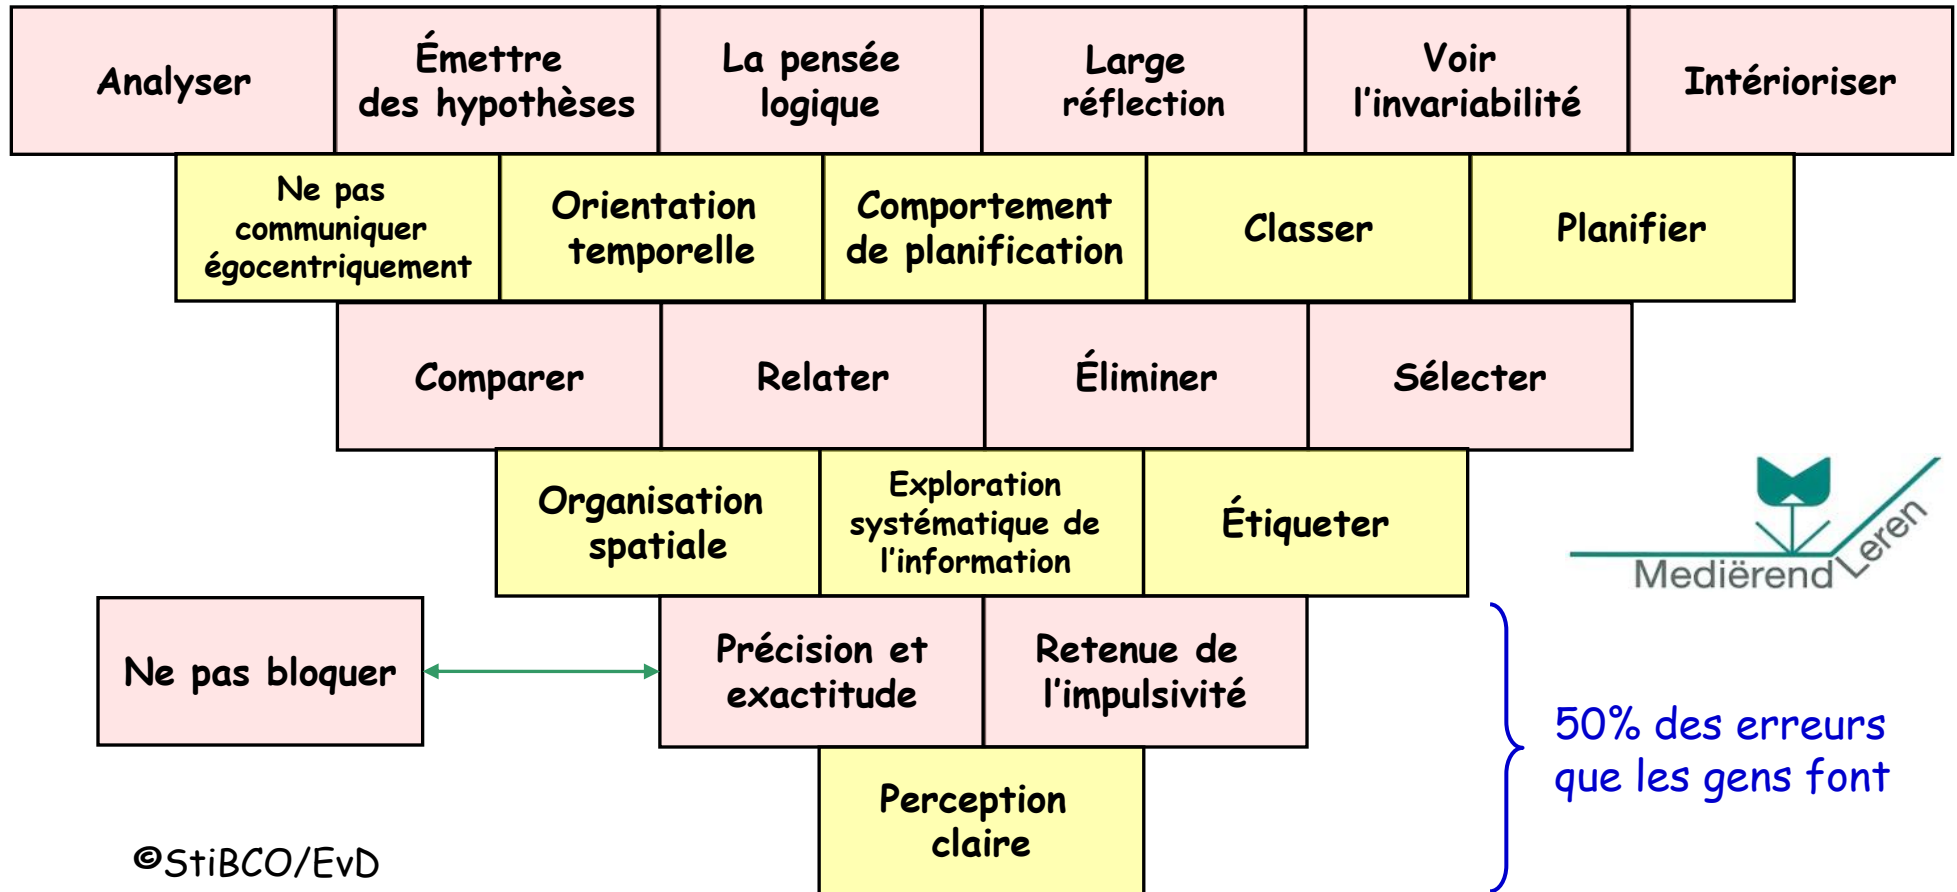 Analyser
Émettre
des hypothèses
La pensée
logique
Large
réflection
Voir
l'invariabilité
Intérioriser
Ne pas
communiquer
égocentriquement
Orientation
temporelle
Comportement
de planification
Classer
Planifier
Comparer
Relater
Éliminer
Sélecter
Organisation
spatiale
Exploration
systématique de
l'information
Étiqueter
Mediërend Leren
Ne pas bloquer
Précision et
exactitude
Retenue de
l'impulsivité
50% des erreurs
que les gens font
Perception
claire
©StiBCO/EvD